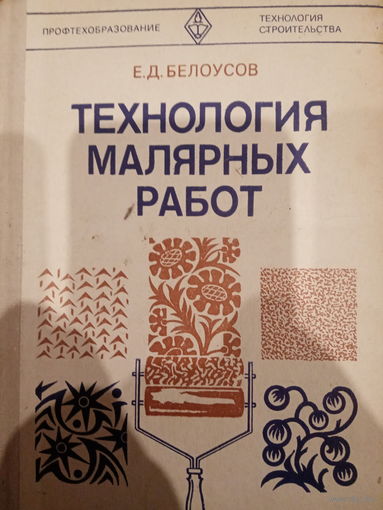 ПРОФТЕХОБРАЗОВАНИЕ
ТЕХНОЛОГИЯ
СТРОИТЕЛЬСТВА
Е.Д. БЕЛОУСОВ
ТЕХНОЛОГИЯ
МАЛЯРНЫХ
РАБОТ